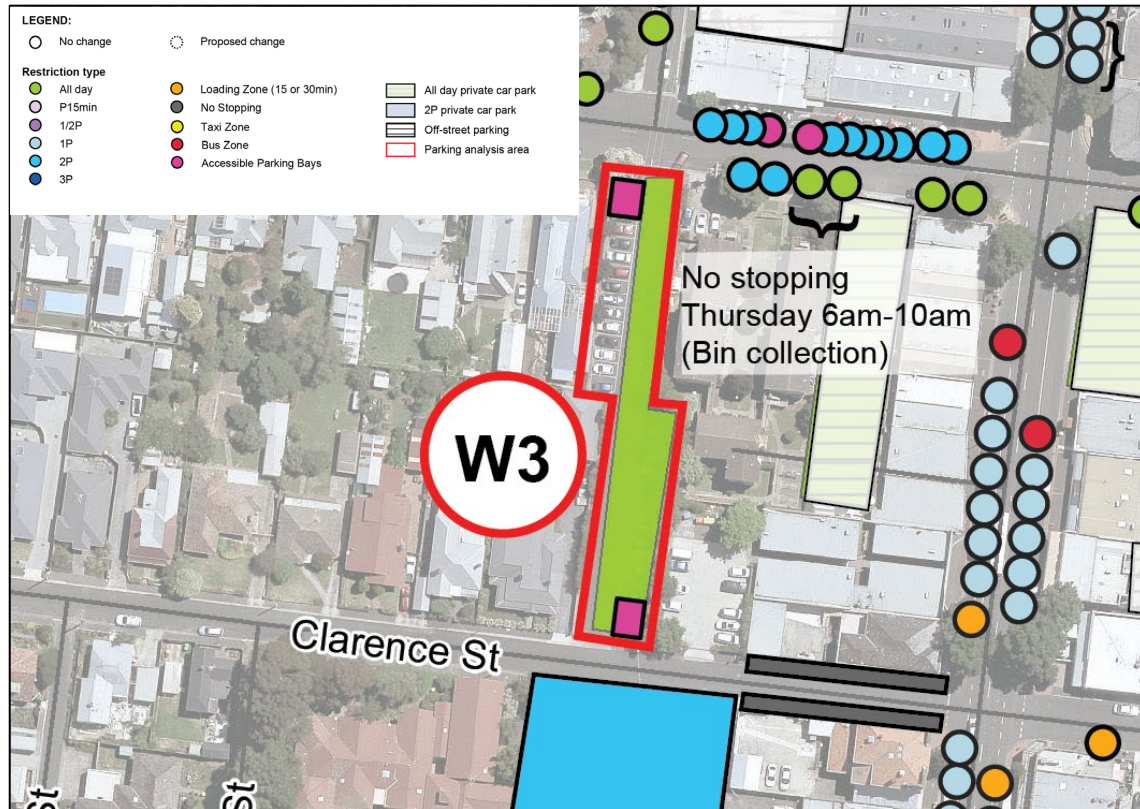 LEGEND:
No change
Proposed change
Restriction type
All day
P15min
1/2P
1P
2P
3P
Loading Zone (15 or 30min)
No Stopping
Taxi Zone
Bus Zone
Accessible Parking Bays
All day private car park
2P private car park
Off-street parking
Parking analysis area
No stopping
Thursday 6am-10am
(Bin collection)
W3
Clarence St
St
St